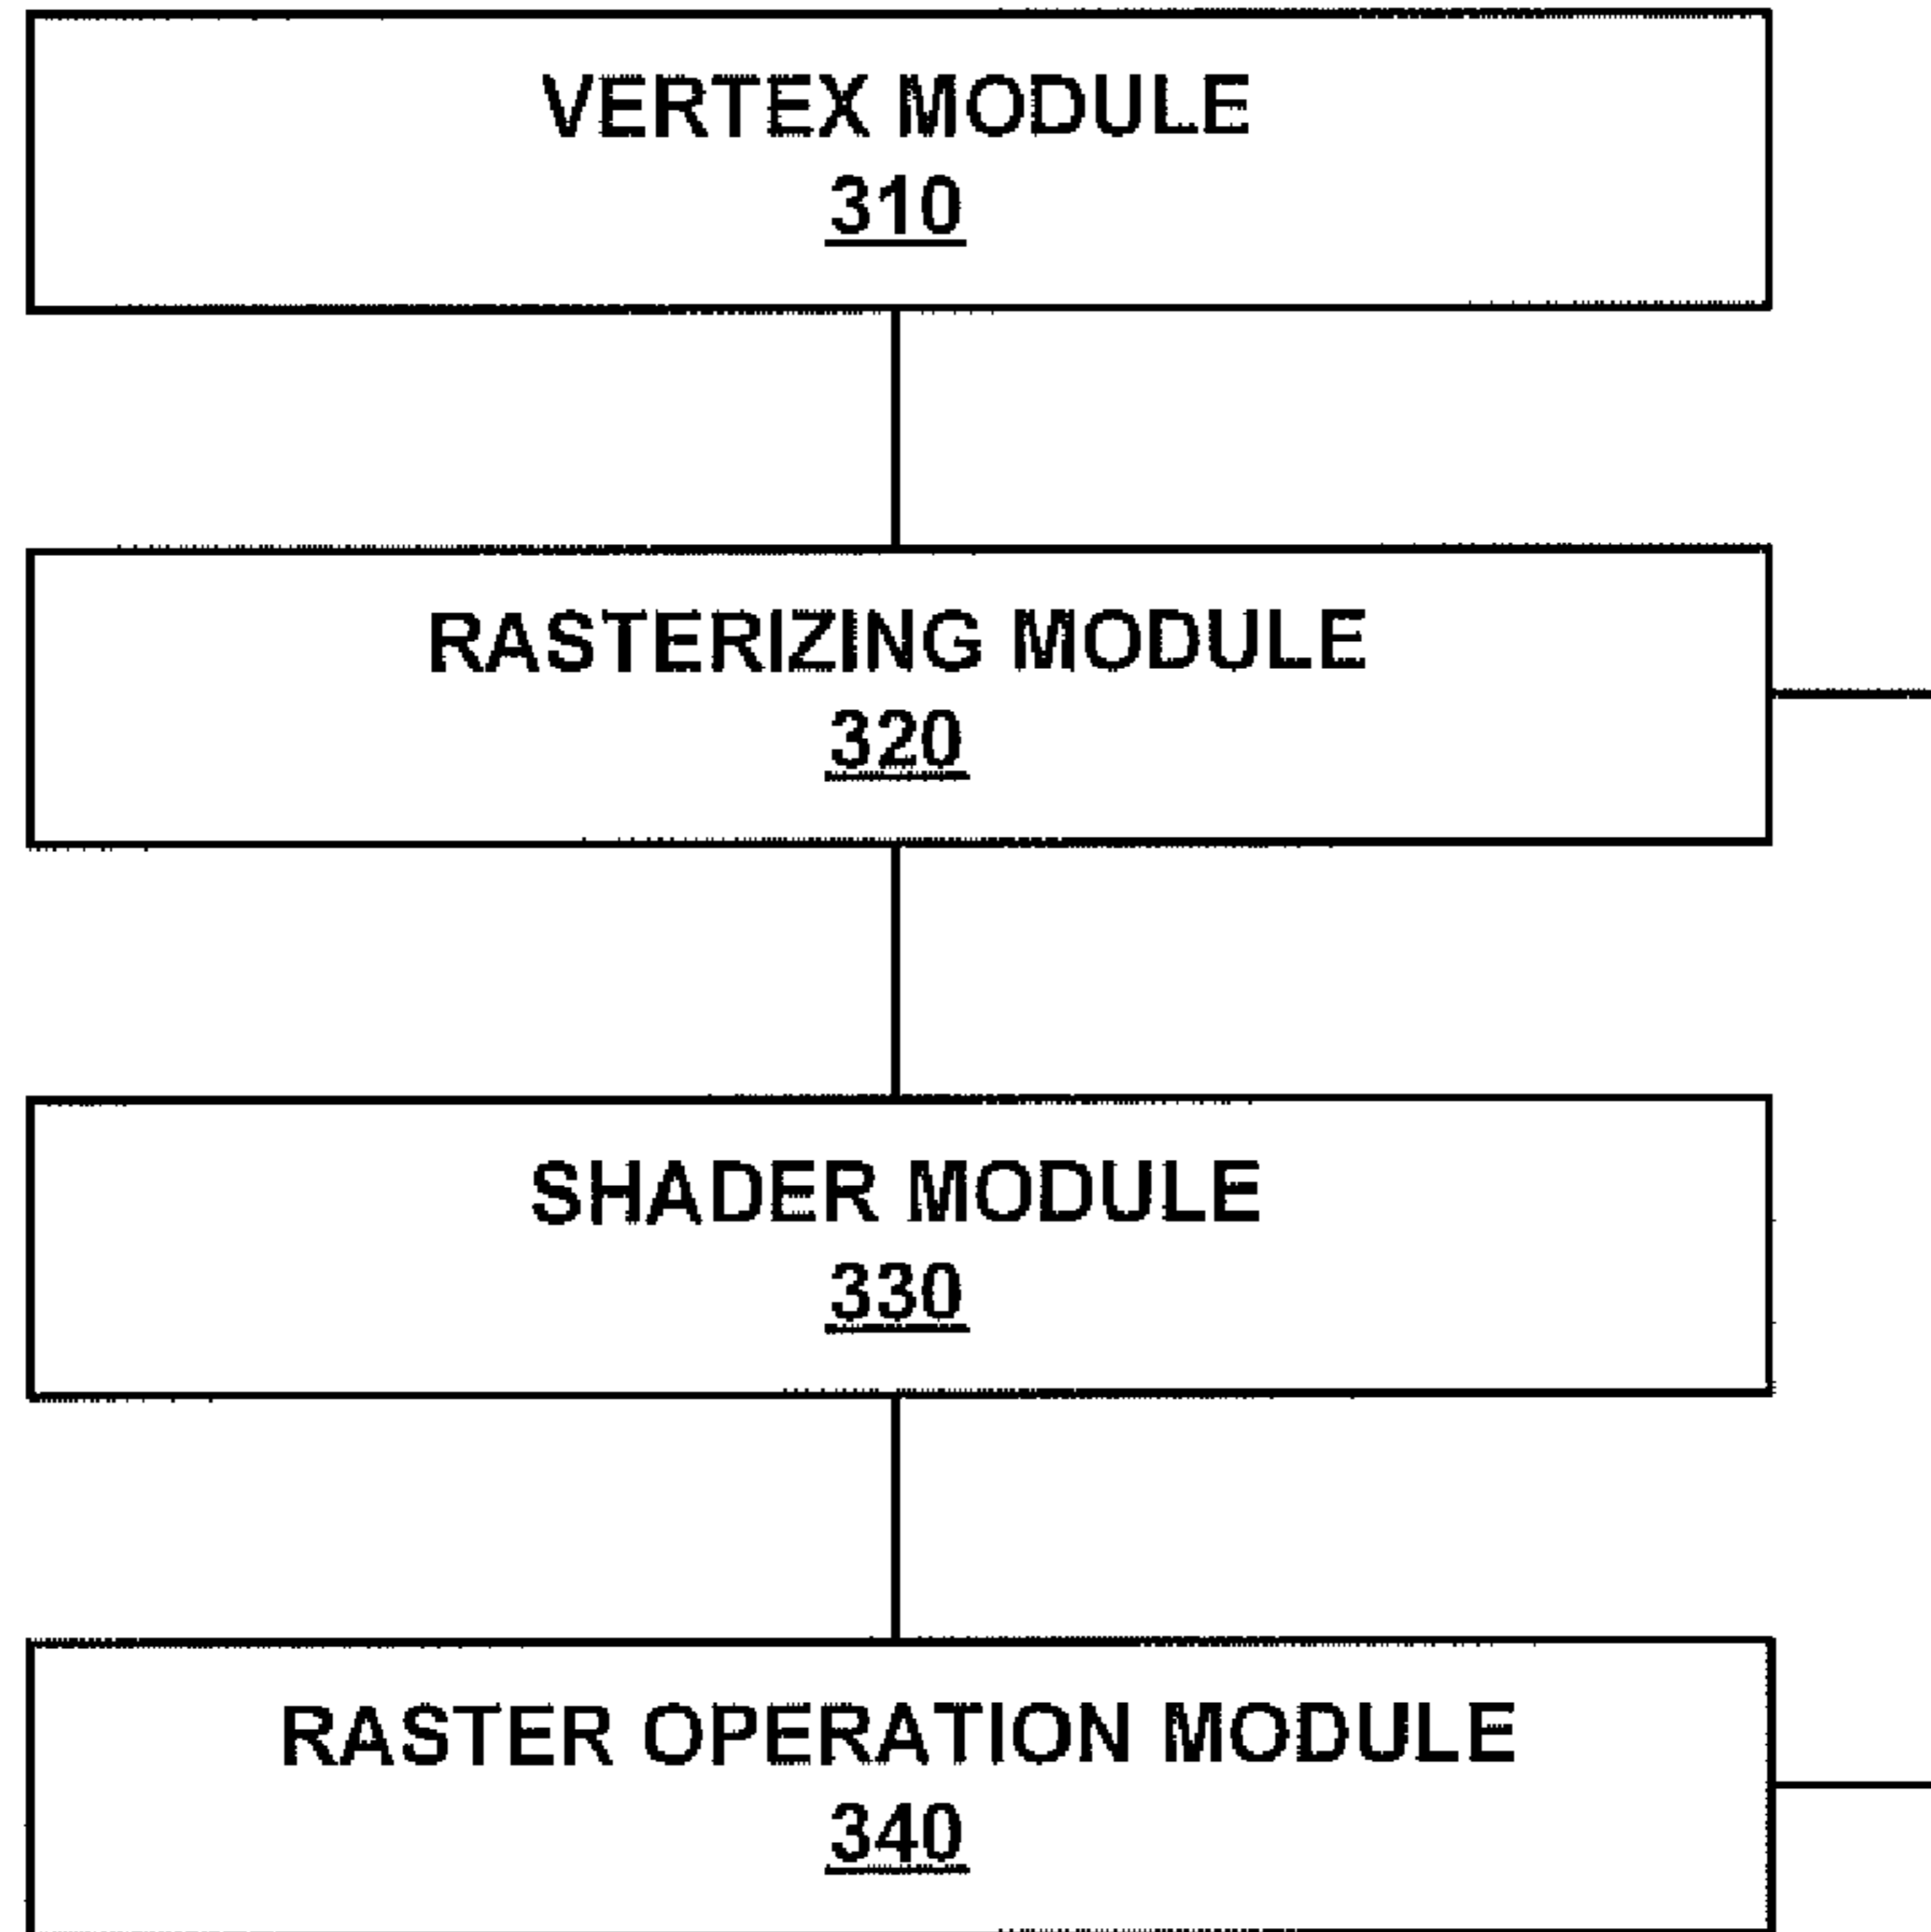 VERTEX MODULE
310
RASTERIZING MODULE
320
SHADER MODULE
330
RASTER OPERATION MODULE
340